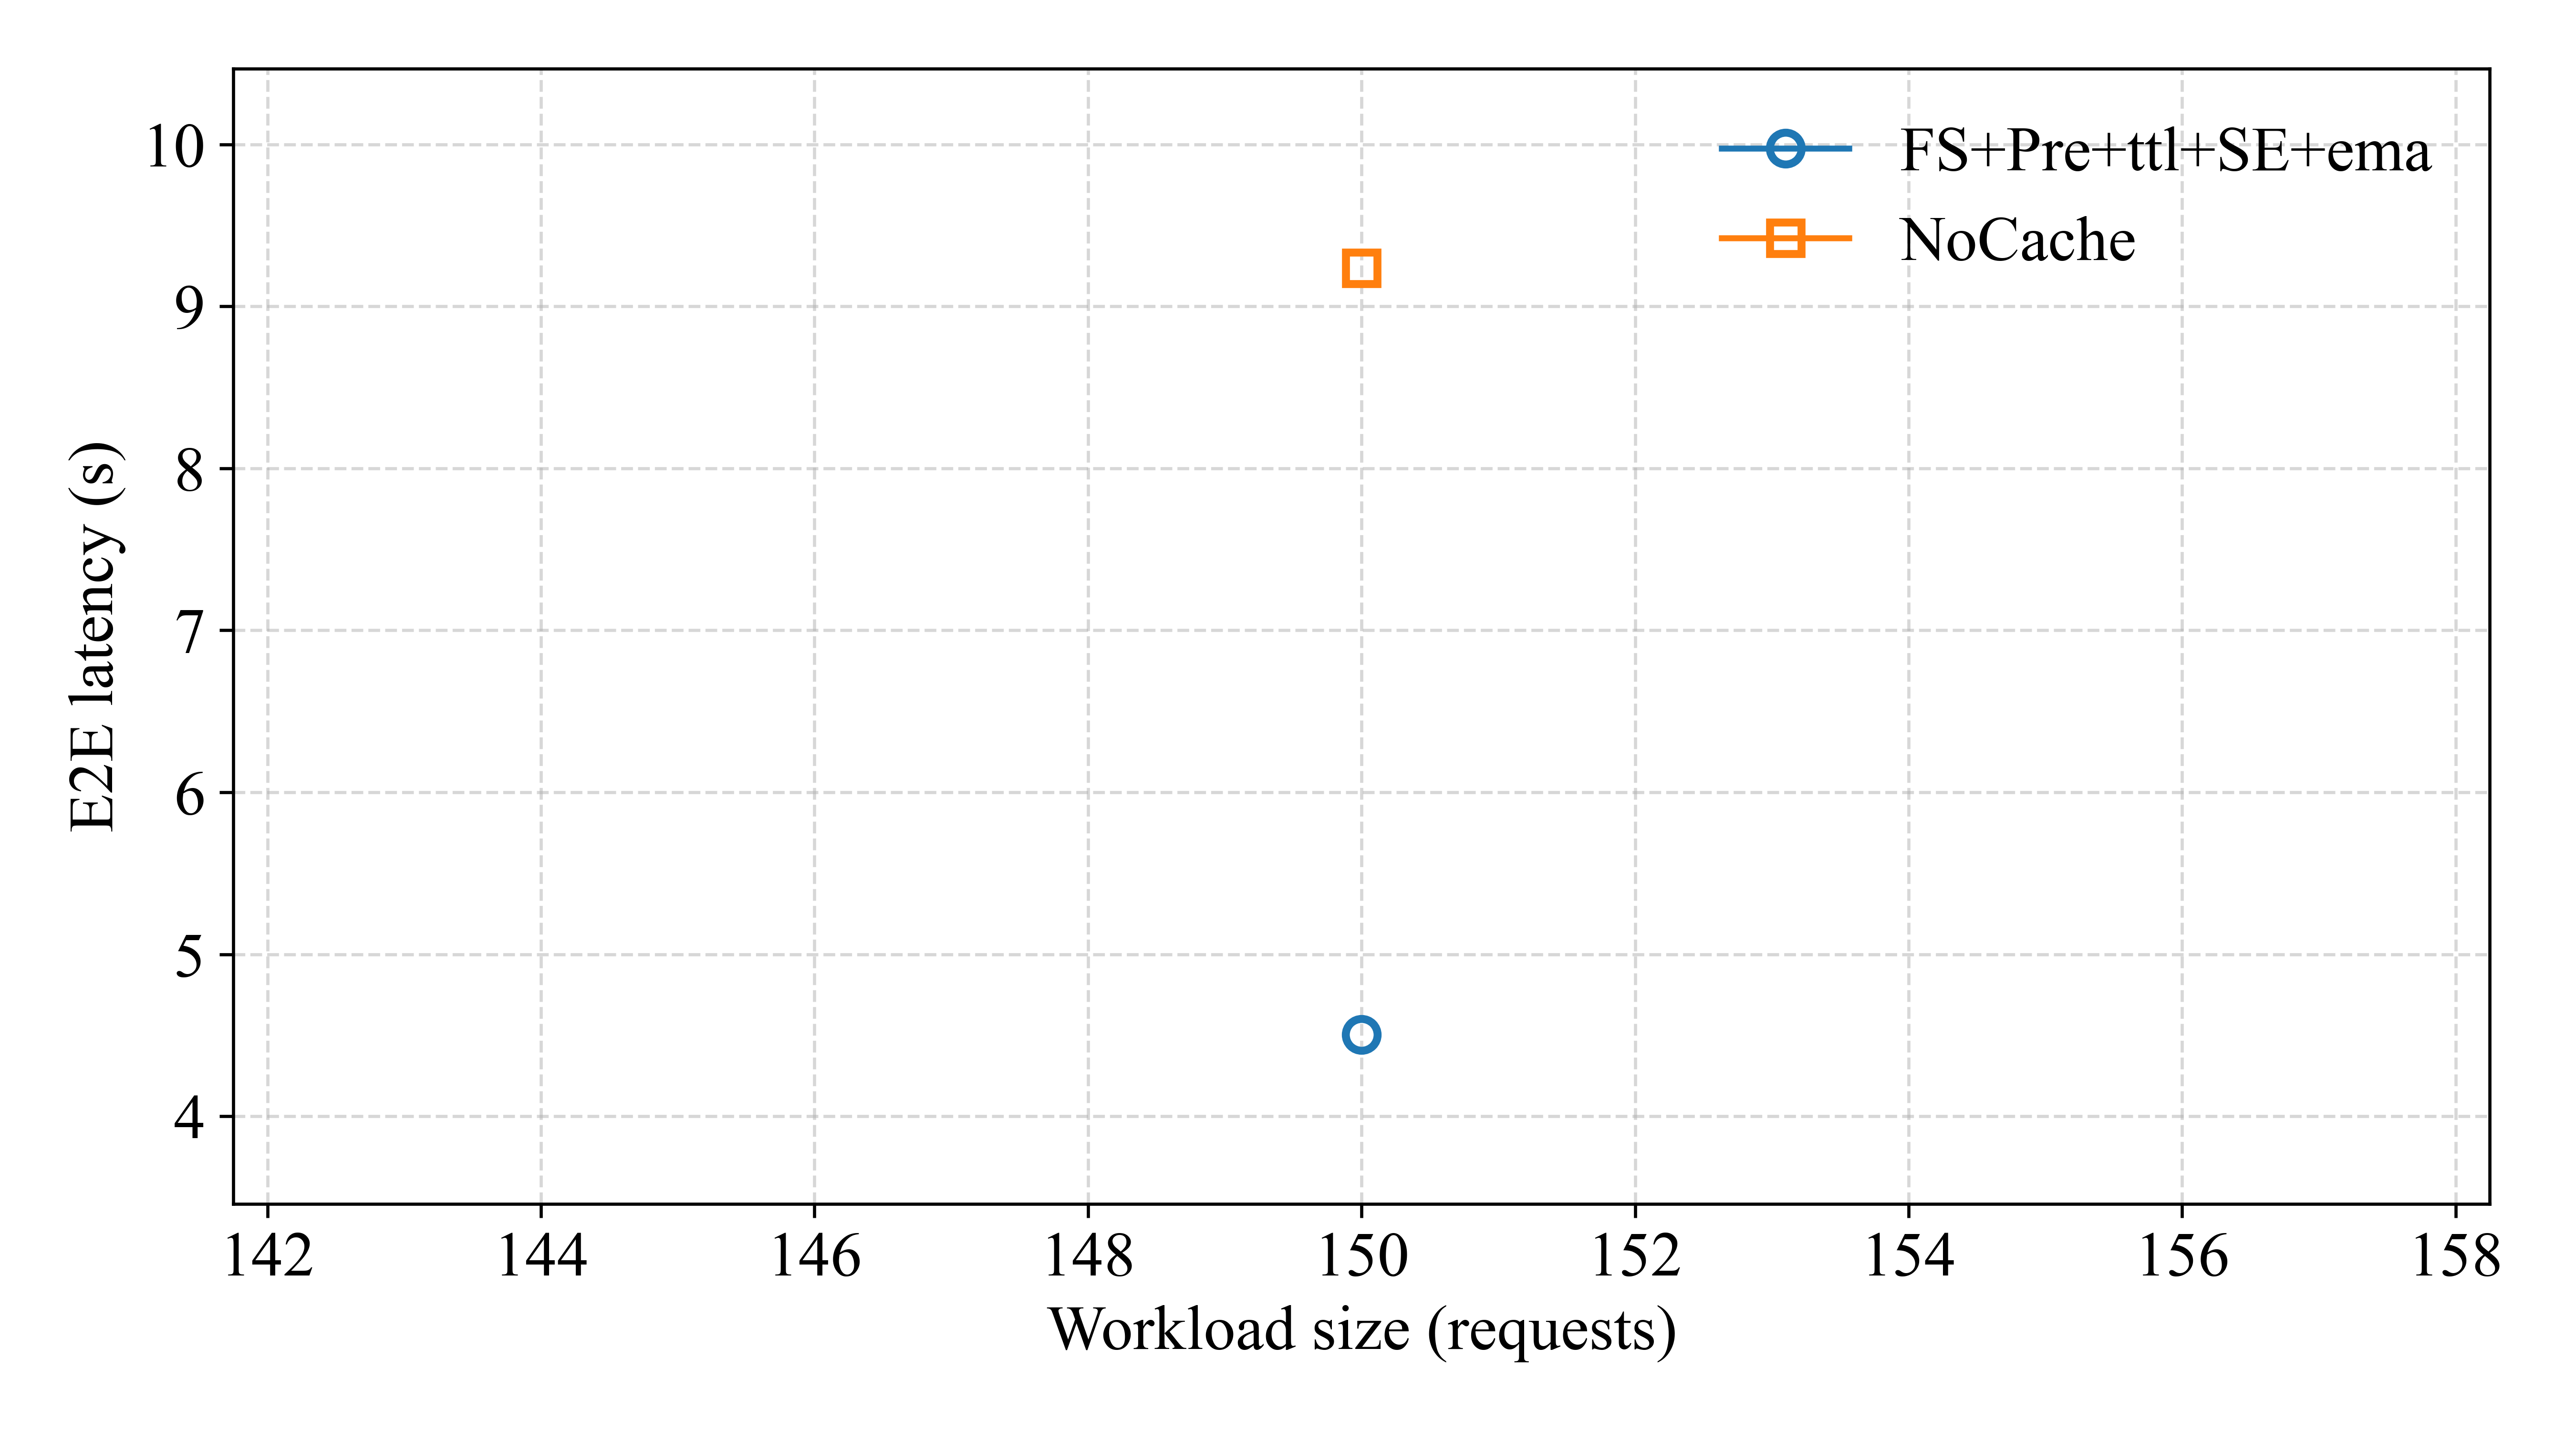 FS+Pre+ttl+SE+ema
NoCache
10
9
8
7
6
5
4
E2E latency (s)
142 144 146 148 150 152 154 156 158
Workload size (requests)